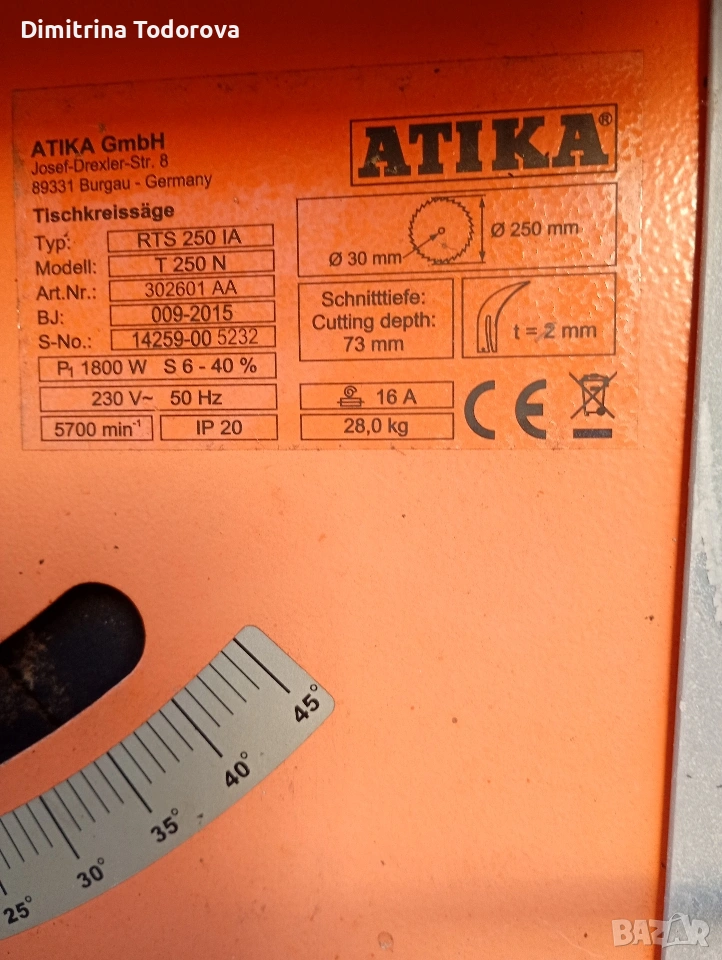 Dimitrina Todorova
ATIKA GmbH
Josef-Drexler-Str. 8
89331 Burgau - Germany
ATIKA®
Tischkreissäge
Typ: RTS 250 IA
Modell: T 250 N
Art.Nr.: 302601 AA
BJ: 009-2015
S-No.: 14259-00 5232
P₁ 1800 W S 6 - 40 %
230 V~ 50 Hz
5700 min⁻¹ IP 20
Ø 30 mm
Ø 250 mm
Schnitttiefe:
Cutting depth:
73 mm
t = 2 mm
16 A
28,0 kg
CE
45°
40°
35°
30°
25°
BAZAR